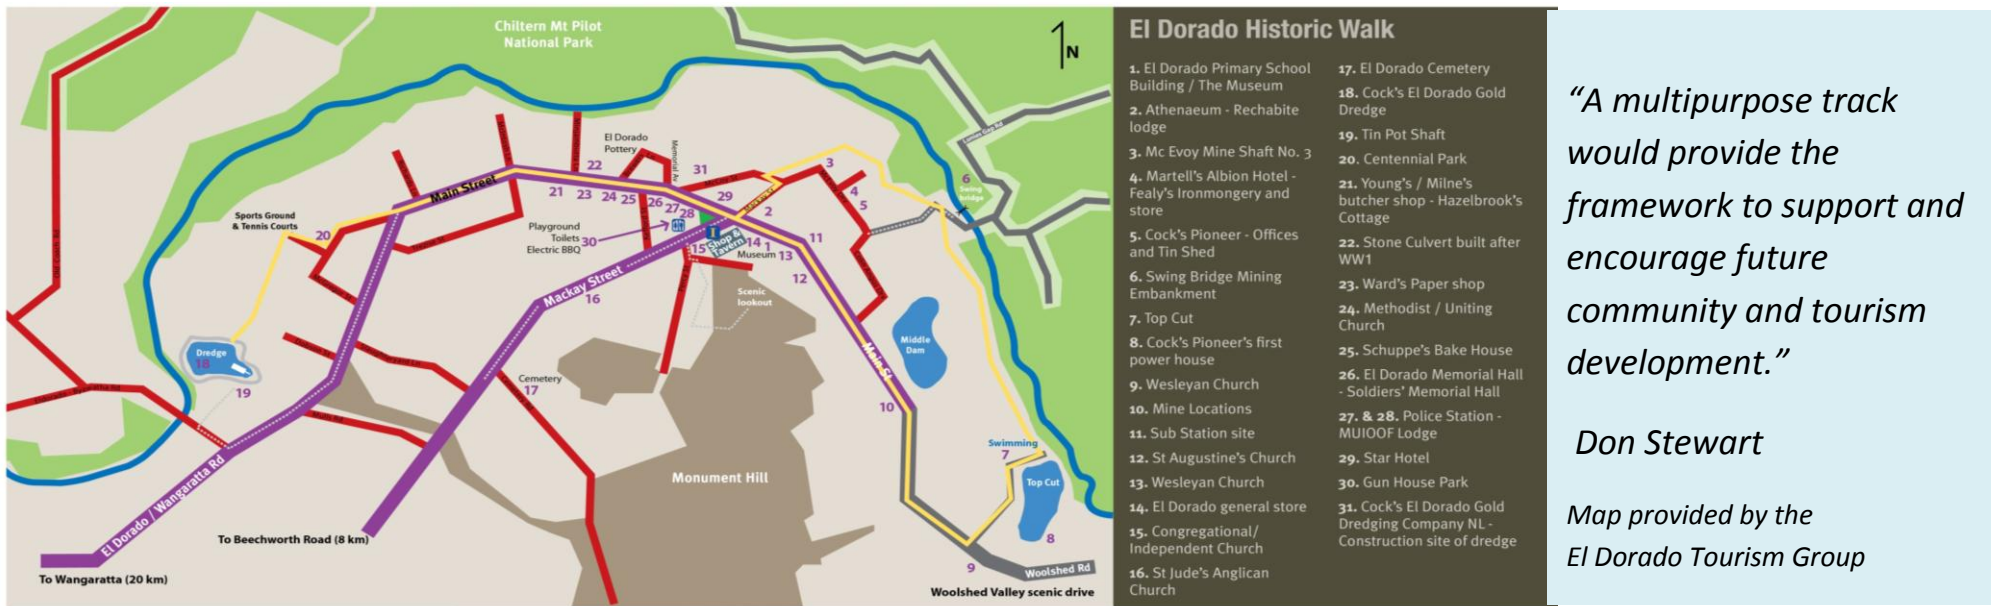 Chiltern Mt Pilot
National Park
N
El Dorado
Pottery
Memorial Av
Main Street
Sports Ground
& Tennis Courts
Playground
Toilets
Electric BBQ
Shop &
Tavern
Museum
Mackay Street
Scenic
lookout
Swing
bridge
Lumes Gap Rd
Old Cash Rd
Dredge
Cemetery
Cemetery Rd
Mulls Rd
Middle
Dam
Main St
Swimming
Top Cut
Monument Hill
El Dorado / Wangaratta Rd
To Beechworth Road (8 km)
To Wangaratta (20 km)
Woolshed Rd
Woolshed Valley scenic drive
1
2
3
4
5
6
7
7
8
9
10
11
12
13
14
15
16
17
18
19
20
21
22
23
24
25
26
27
28
29
30
31
El Dorado Historic Walk
1. El Dorado Primary School
Building / The Museum
2. Athenaeum - Rechabite
lodge
3. Mc Evoy Mine Shaft No. 3
4. Martell's Albion Hotel -
Fealy's Ironmongery and
store
5. Cock's Pioneer - Offices
and Tin Shed
6. Swing Bridge Mining
Embankment
7. Top Cut
8. Cock's Pioneer's first
power house
9. Wesleyan Church
10. Mine Locations
11. Sub Station site
12. St Augustine's Church
13. Wesleyan Church
14. El Dorado general store
15. Congregational/
Independent Church
16. St Jude's Anglican
Church
17. El Dorado Cemetery
18. Cock's El Dorado Gold
Dredge
19. Tin Pot Shaft
20. Centennial Park
21. Young's / Milne's
butcher shop - Hazelbrook's
Cottage
22. Stone Culvert built after
WW1
23. Ward's Paper shop
24. Methodist / Uniting
Church
25. Schuppe's Bake House
26. El Dorado Memorial Hall
- Soldiers' Memorial Hall
27. & 28. Police Station -
MUIOOF Lodge
29. Star Hotel
30. Gun House Park
31. Cock's El Dorado Gold
Dredging Company NL -
Construction site of dredge
“A multipurpose track
would provide the
framework to support and
encourage future
community and tourism
development.”
Don Stewart
Map provided by the
El Dorado Tourism Group